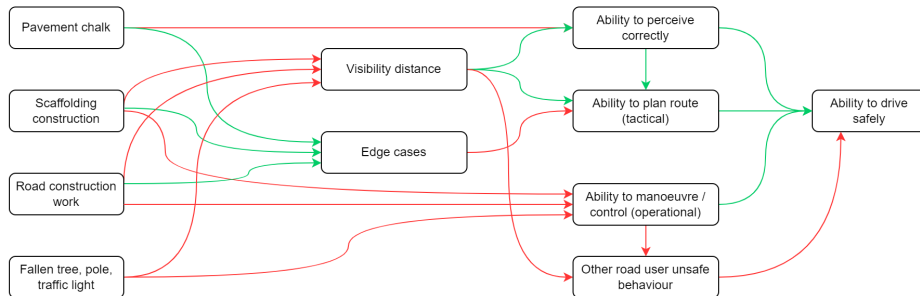 Pavement chalk
Scaffolding
construction
Road construction
work
Fallen tree, pole,
traffic light
Visibility distance
Edge cases
Ability to perceive
correctly
Ability to plan route
(tactical)
Ability to manoeuvre /
control (operational)
Other road user unsafe
behaviour
Ability to drive
safely